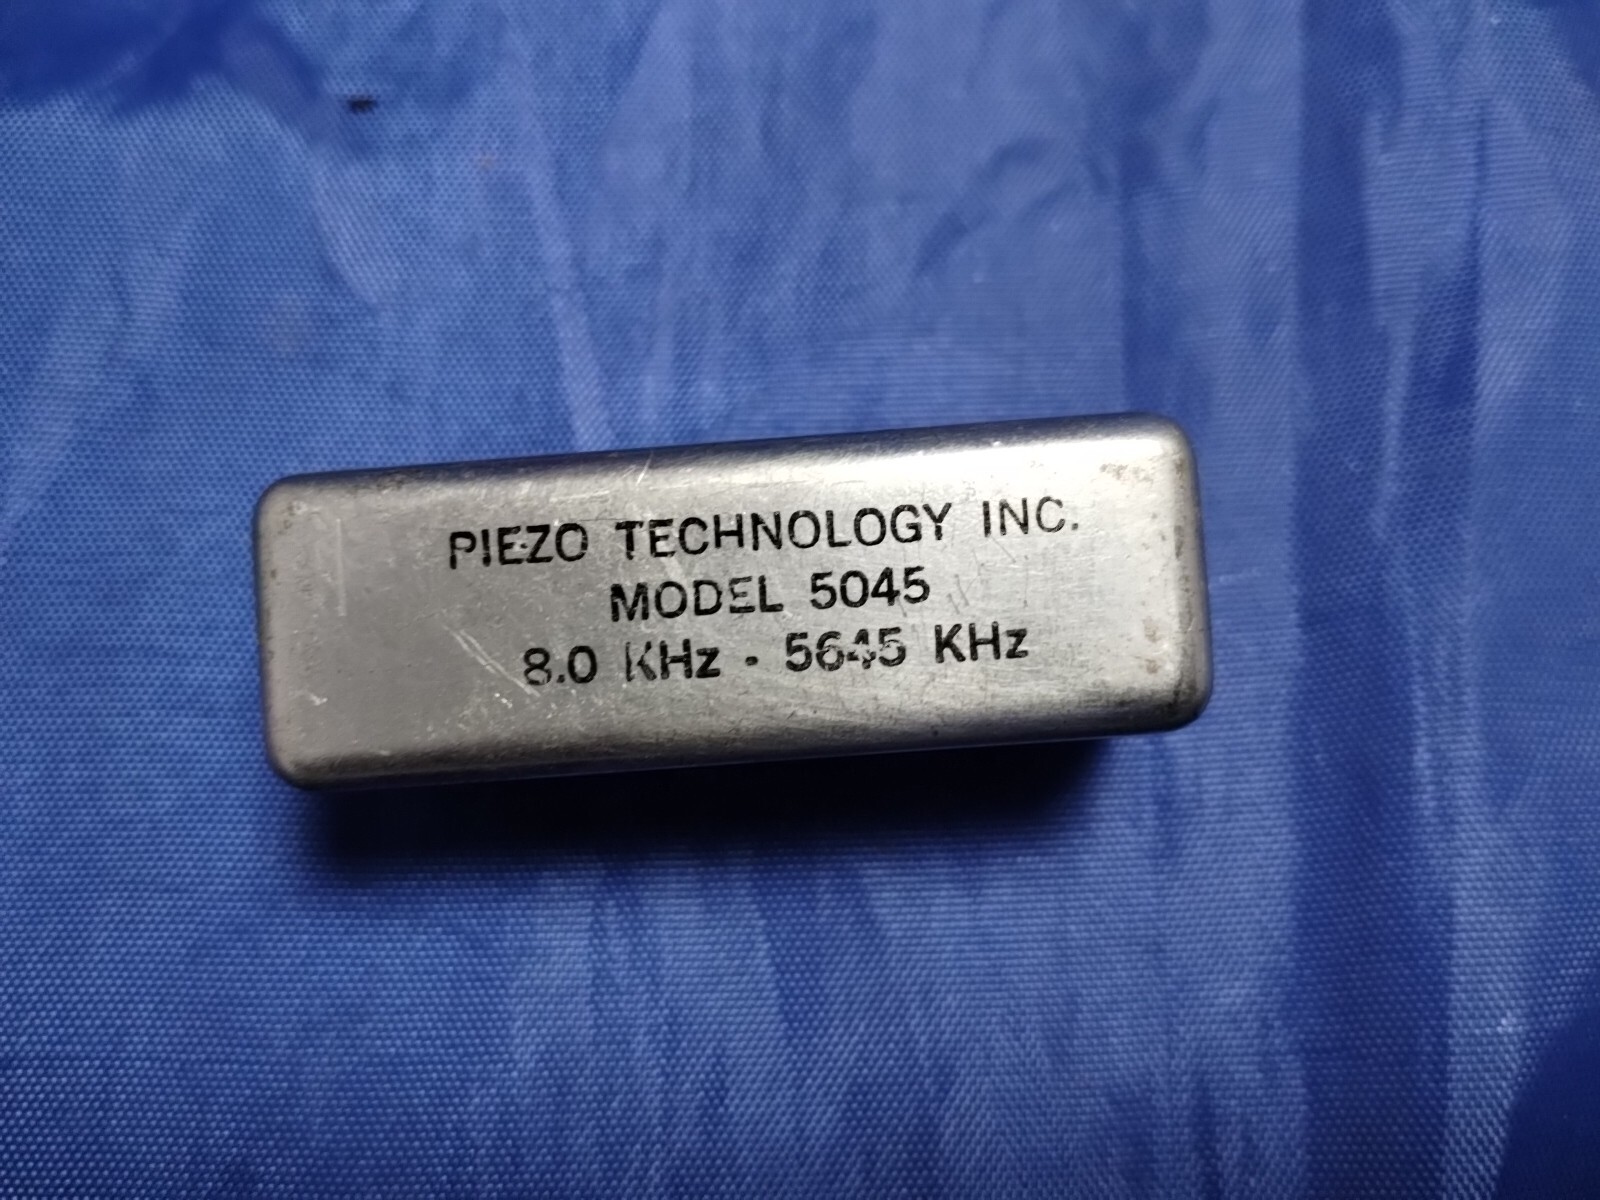 PIEZO TECHNOLOGY INC.
MODEL 5045
8.0 KHz - 5645 KHz